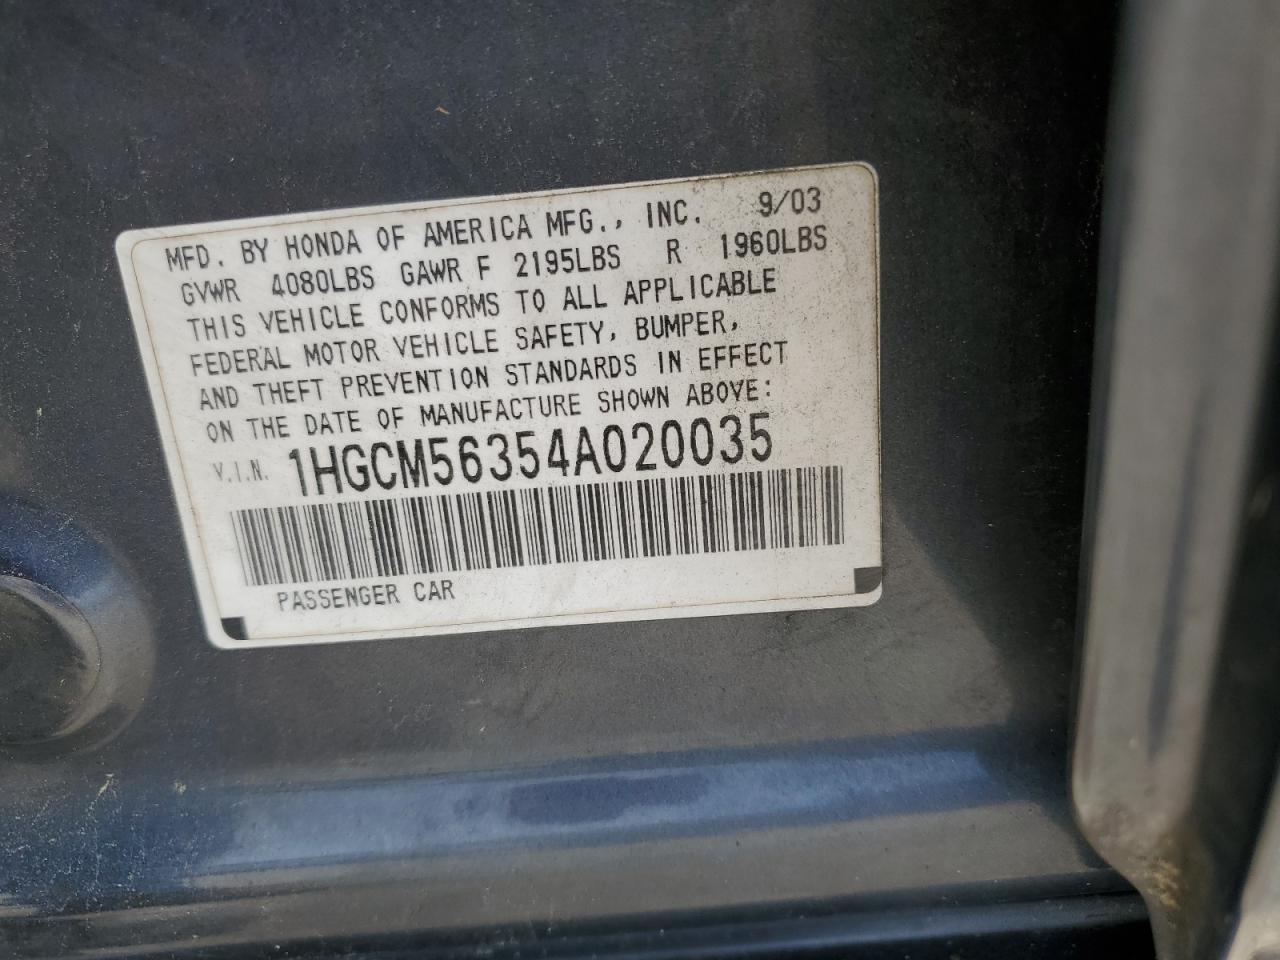 MFD. BY HONDA OF AMERICA MFG., INC. 9/03
GVWR 4080LBS GAWR F 2195LBS R 1960LBS
THIS VEHICLE CONFORMS TO ALL APPLICABLE
FEDERAL MOTOR VEHICLE SAFETY, BUMPER,
AND THEFT PREVENTION STANDARDS IN EFFECT
ON THE DATE OF MANUFACTURE SHOWN ABOVE:
V.I.N. 1HGCM56354A020035
PASSENGER CAR